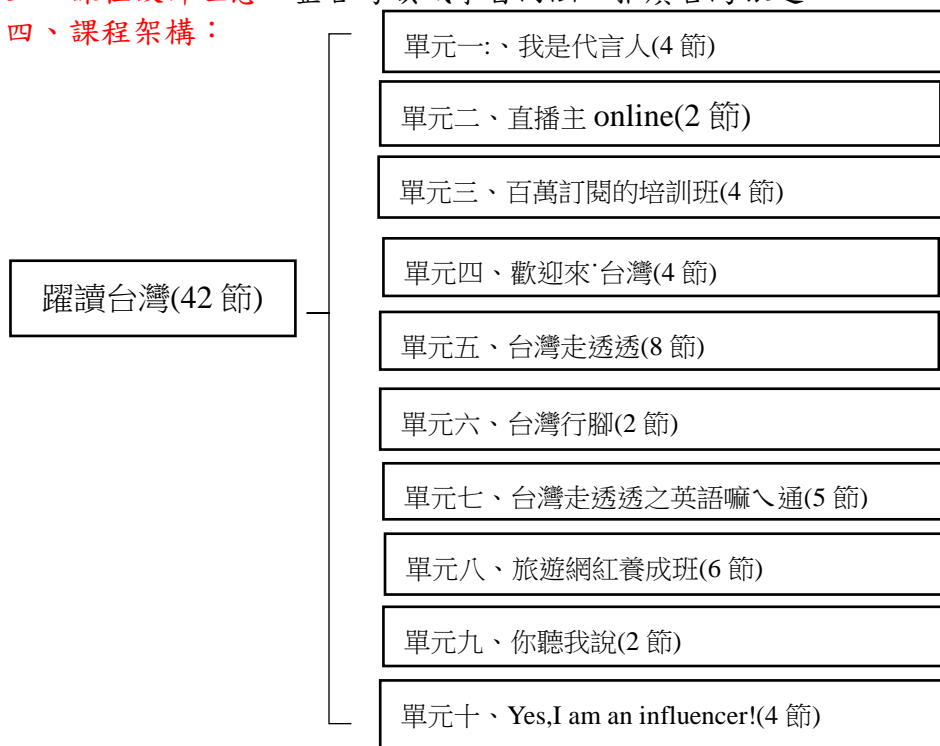 四、課程架構：
單元一:、我是代言人(4 節)
單元二、直播主 online(2 節)
單元三、百萬訂閱的培訓班(4 節)
單元四、歡迎來˙台灣(4 節)
躍讀台灣(42 節)
單元五、台灣走透透(8 節)
單元六、台灣行腳(2 節)
單元七、台灣走透透之英語嘛ㄟ通(5 節)
單元八、旅遊網紅養成班(6 節)
單元九、你聽我說(2 節)
單元十、Yes,I am an influencer!(4 節)